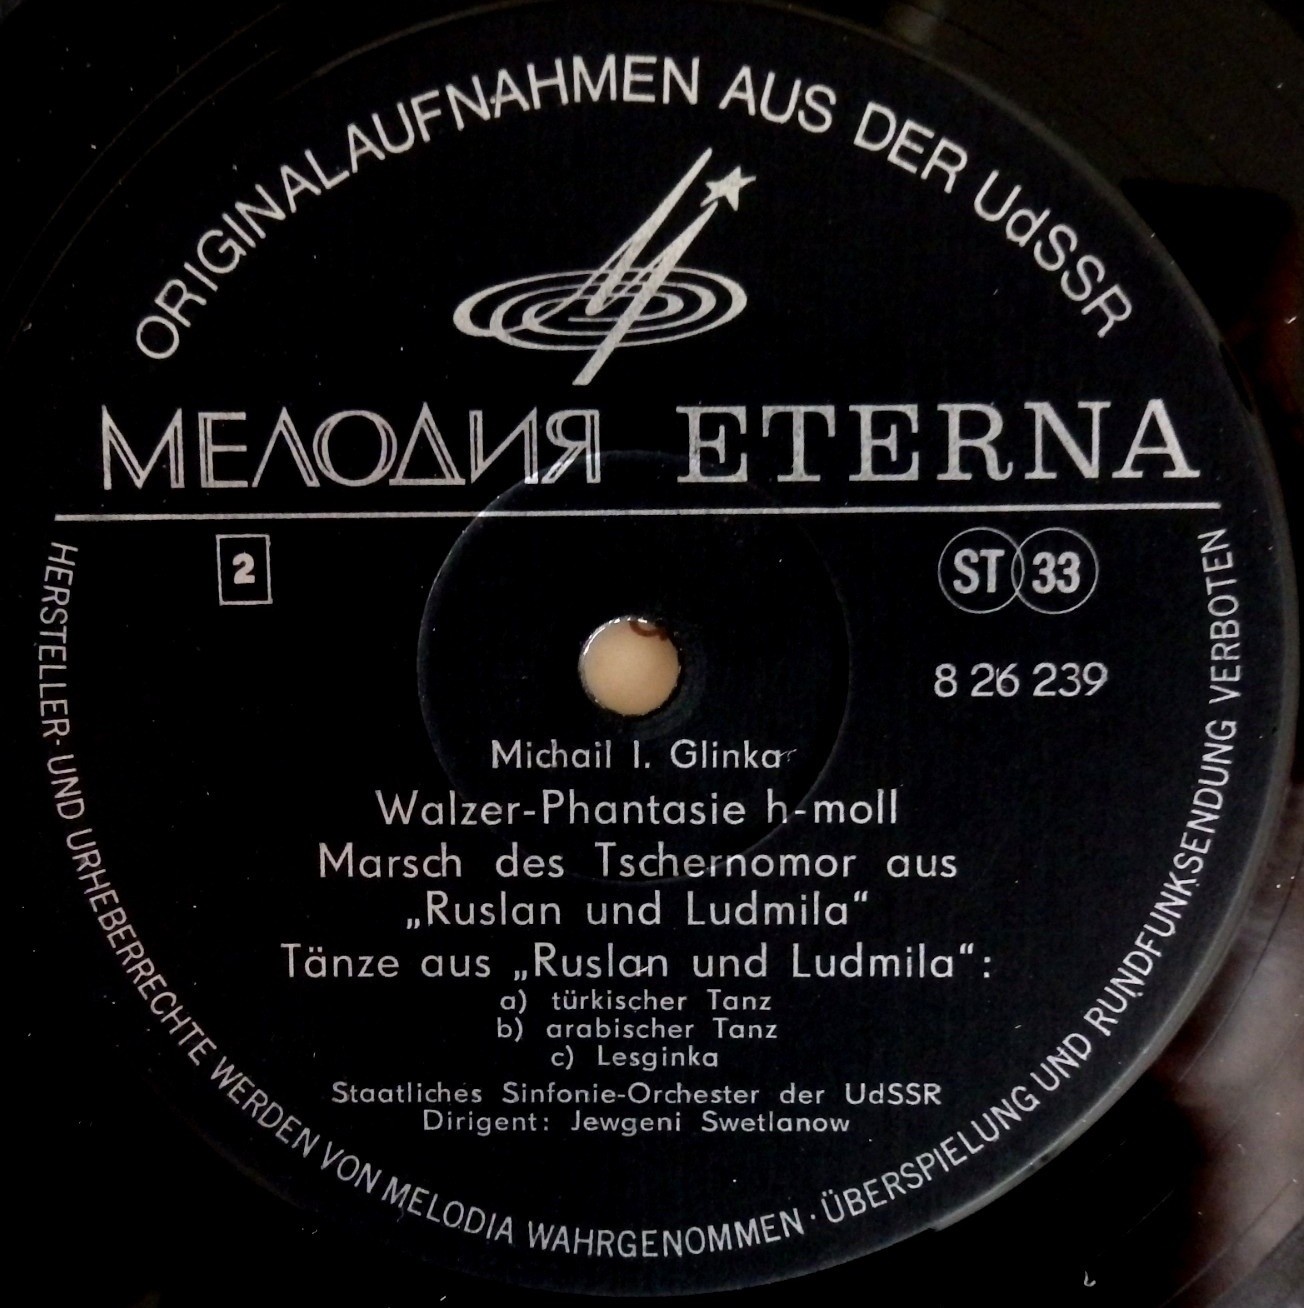 ORIGINALAUFNAHMEN AUS DER UdSSR
МЕЛОДИЯ ETERNA
2
ST 33
8 26 239
Michail I. Glinka
Walzer-Phantasie h-moll
Marsch des Tschernomor aus
„Ruslan und Ludmila“
Tänze aus „Ruslan und Ludmila“:
a) türkischer Tanz
b) arabischer Tanz
c) Lesginka
Staatliches Sinfonie-Orchester der UdSSR
Dirigent: Jewgeni Swetlanow
HERSTELLER- UND URHEBERRECHTE WERDEN VON MELODIA WAHRGENOMMEN · ÜBERSPIELUNG UND RUNDFUNKSENDUNG VERBOTEN